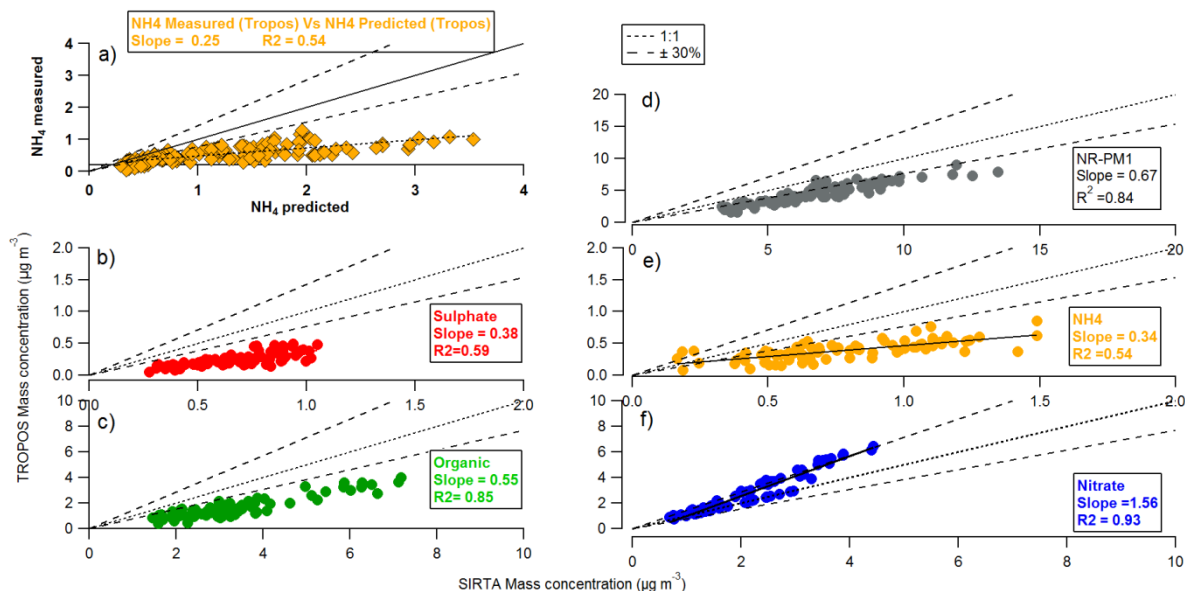 NH4 Measured (Tropos) Vs NH4 Predicted (Tropos)
Slope = 0.25 R2 = 0.54
1:1
± 30%
a)
4
3
2
1
0
NH₄ measured
0 1 2 3 4
NH₄ predicted
d)
20
15
10
5
0
NR-PM1
Slope = 0.67
R² =0.84
0 5 10 15 20
b)
2.0
1.5
1.0
0.5
0.0
Sulphate
Slope = 0.38
R2=0.59
0.0 0.5 1.0 1.5 2.0
e)
2.0
1.5
1.0
0.5
0.0
NH4
Slope = 0.34
R2 =0.54
0.0 0.5 1.0 1.5 2.0
TROPOS Mass concentration (µg m⁻³)
c)
10
8
6
4
2
0
Organic
Slope = 0.55
R2= 0.85
0 2 4 6 8 10
f)
10
8
6
4
2
0
Nitrate
Slope =1.56
R2 = 0.93
0 2 4 6 8 10
SIRTA Mass concentration (µg m⁻³)